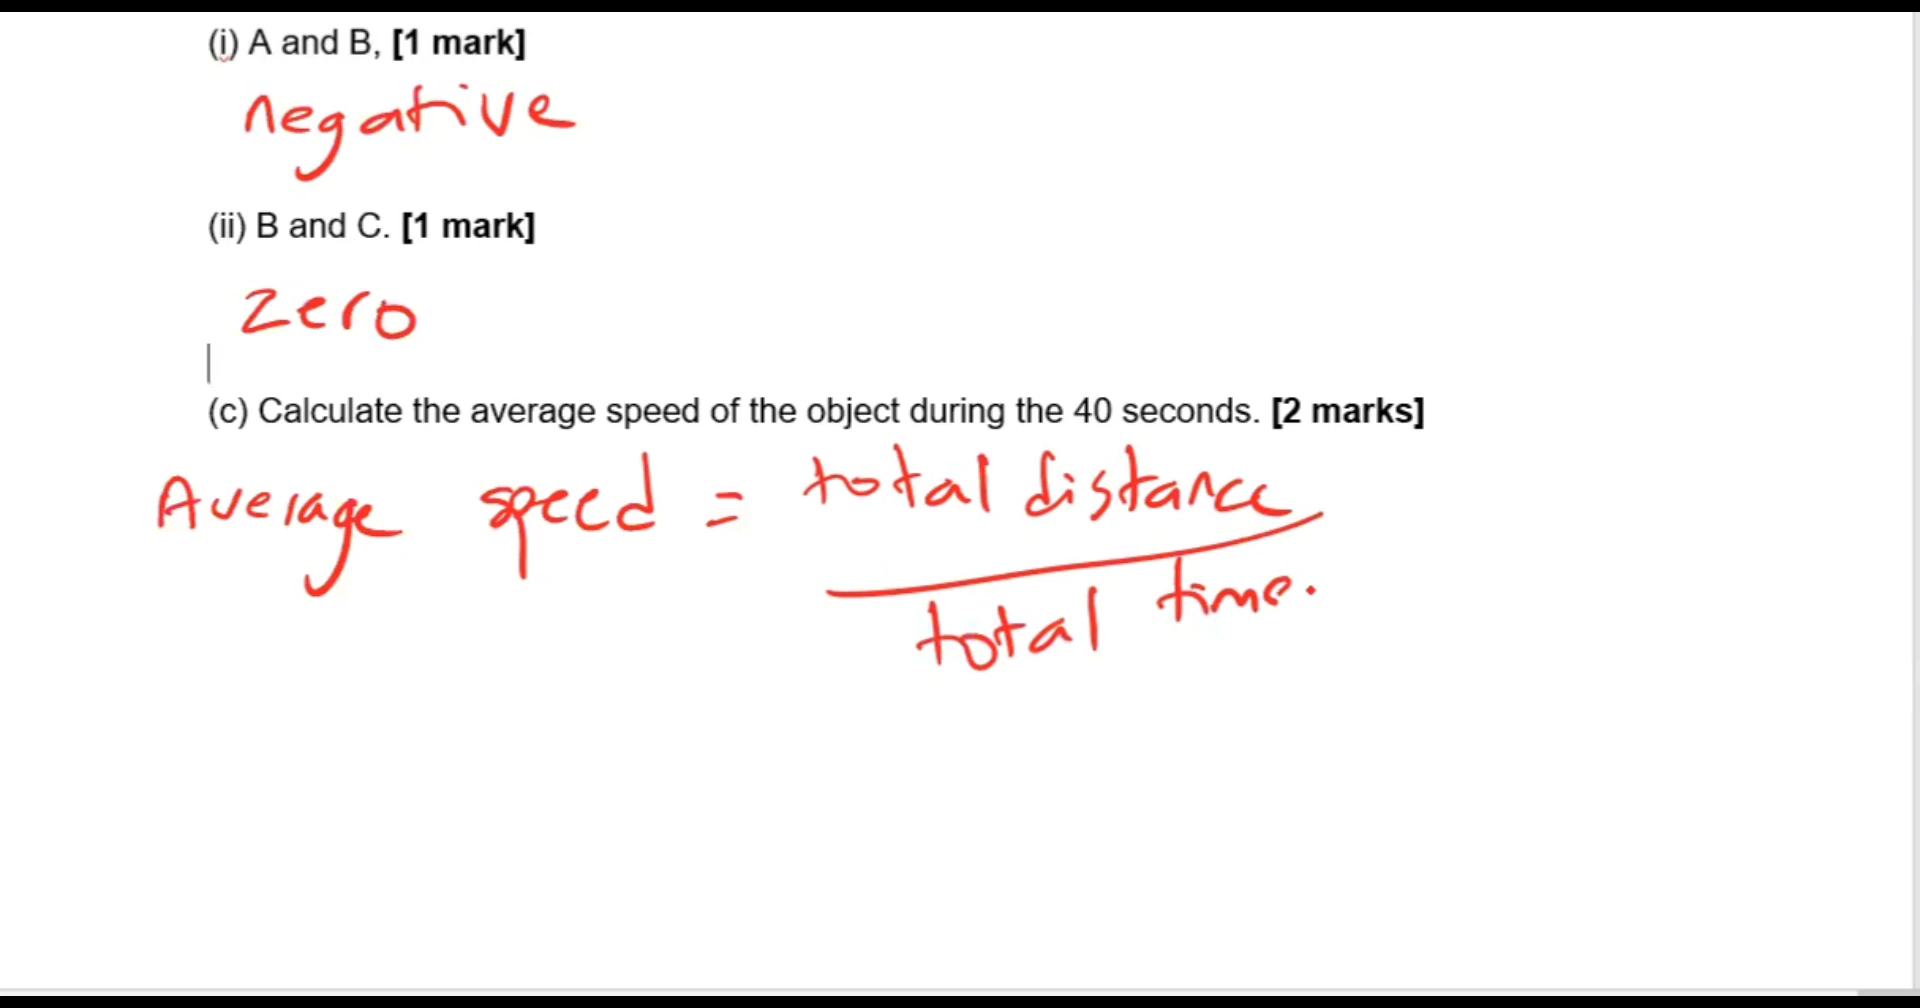 (i) A and B, [1 mark]
negative
(ii) B and C. [1 mark]
zero
(c) Calculate the average speed of the object during the 40 seconds. [2 marks]
Average speed = total distance
total time.